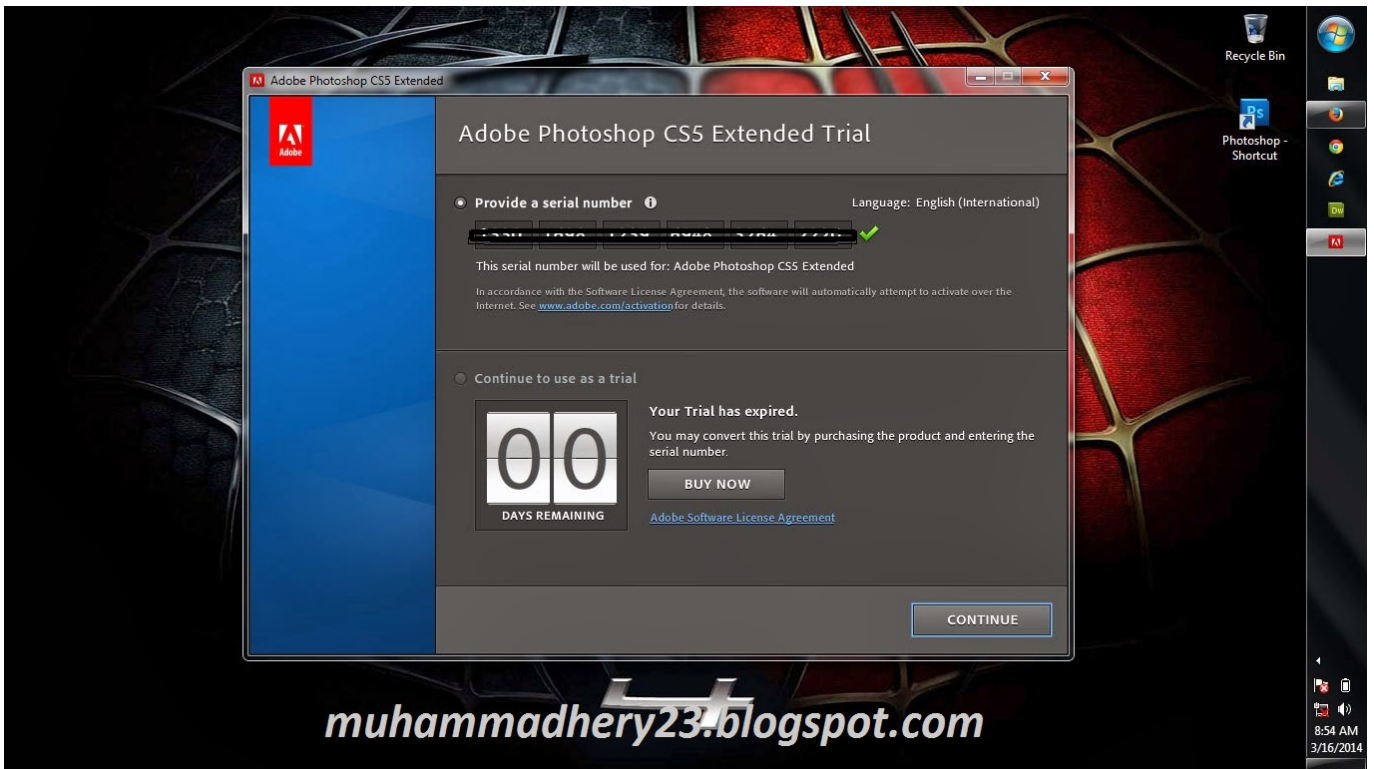 Adobe Photoshop CS5 Extended
Adobe
Adobe Photoshop CS5 Extended Trial
Provide a serial number
Language: English (International)
This serial number will be used for: Adobe Photoshop CS5 Extended
In accordance with the Software License Agreement, the software will automatically attempt to activate over the
Internet. See www.adobe.com/activation for details.
Continue to use as a trial
00
DAYS REMAINING
Your Trial has expired.
You may convert this trial by purchasing the product and entering the
serial number.
BUY NOW
Adobe Software License Agreement
CONTINUE
Recycle Bin
Ps
Photoshop -
Shortcut
Dw
8:54 AM
3/16/2014
muhammadhery23.blogspot.com